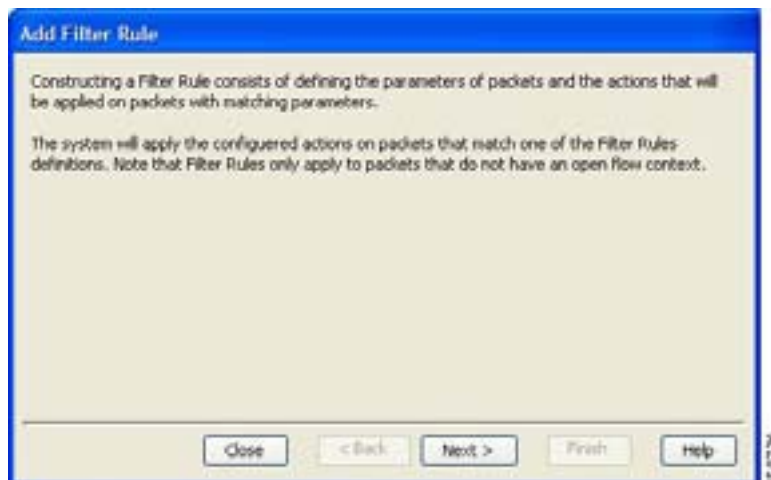 Add Filter Rule
Constructing a Filter Rule consists of defining the parameters of packets and the actions that will
be applied on packets with matching parameters.
The system will apply the configuered actions on packets that match one of the Filter Rules
definitions. Note that Filter Rules only apply to packets that do not have an open flow context.
Close < Back Next > Finish Help